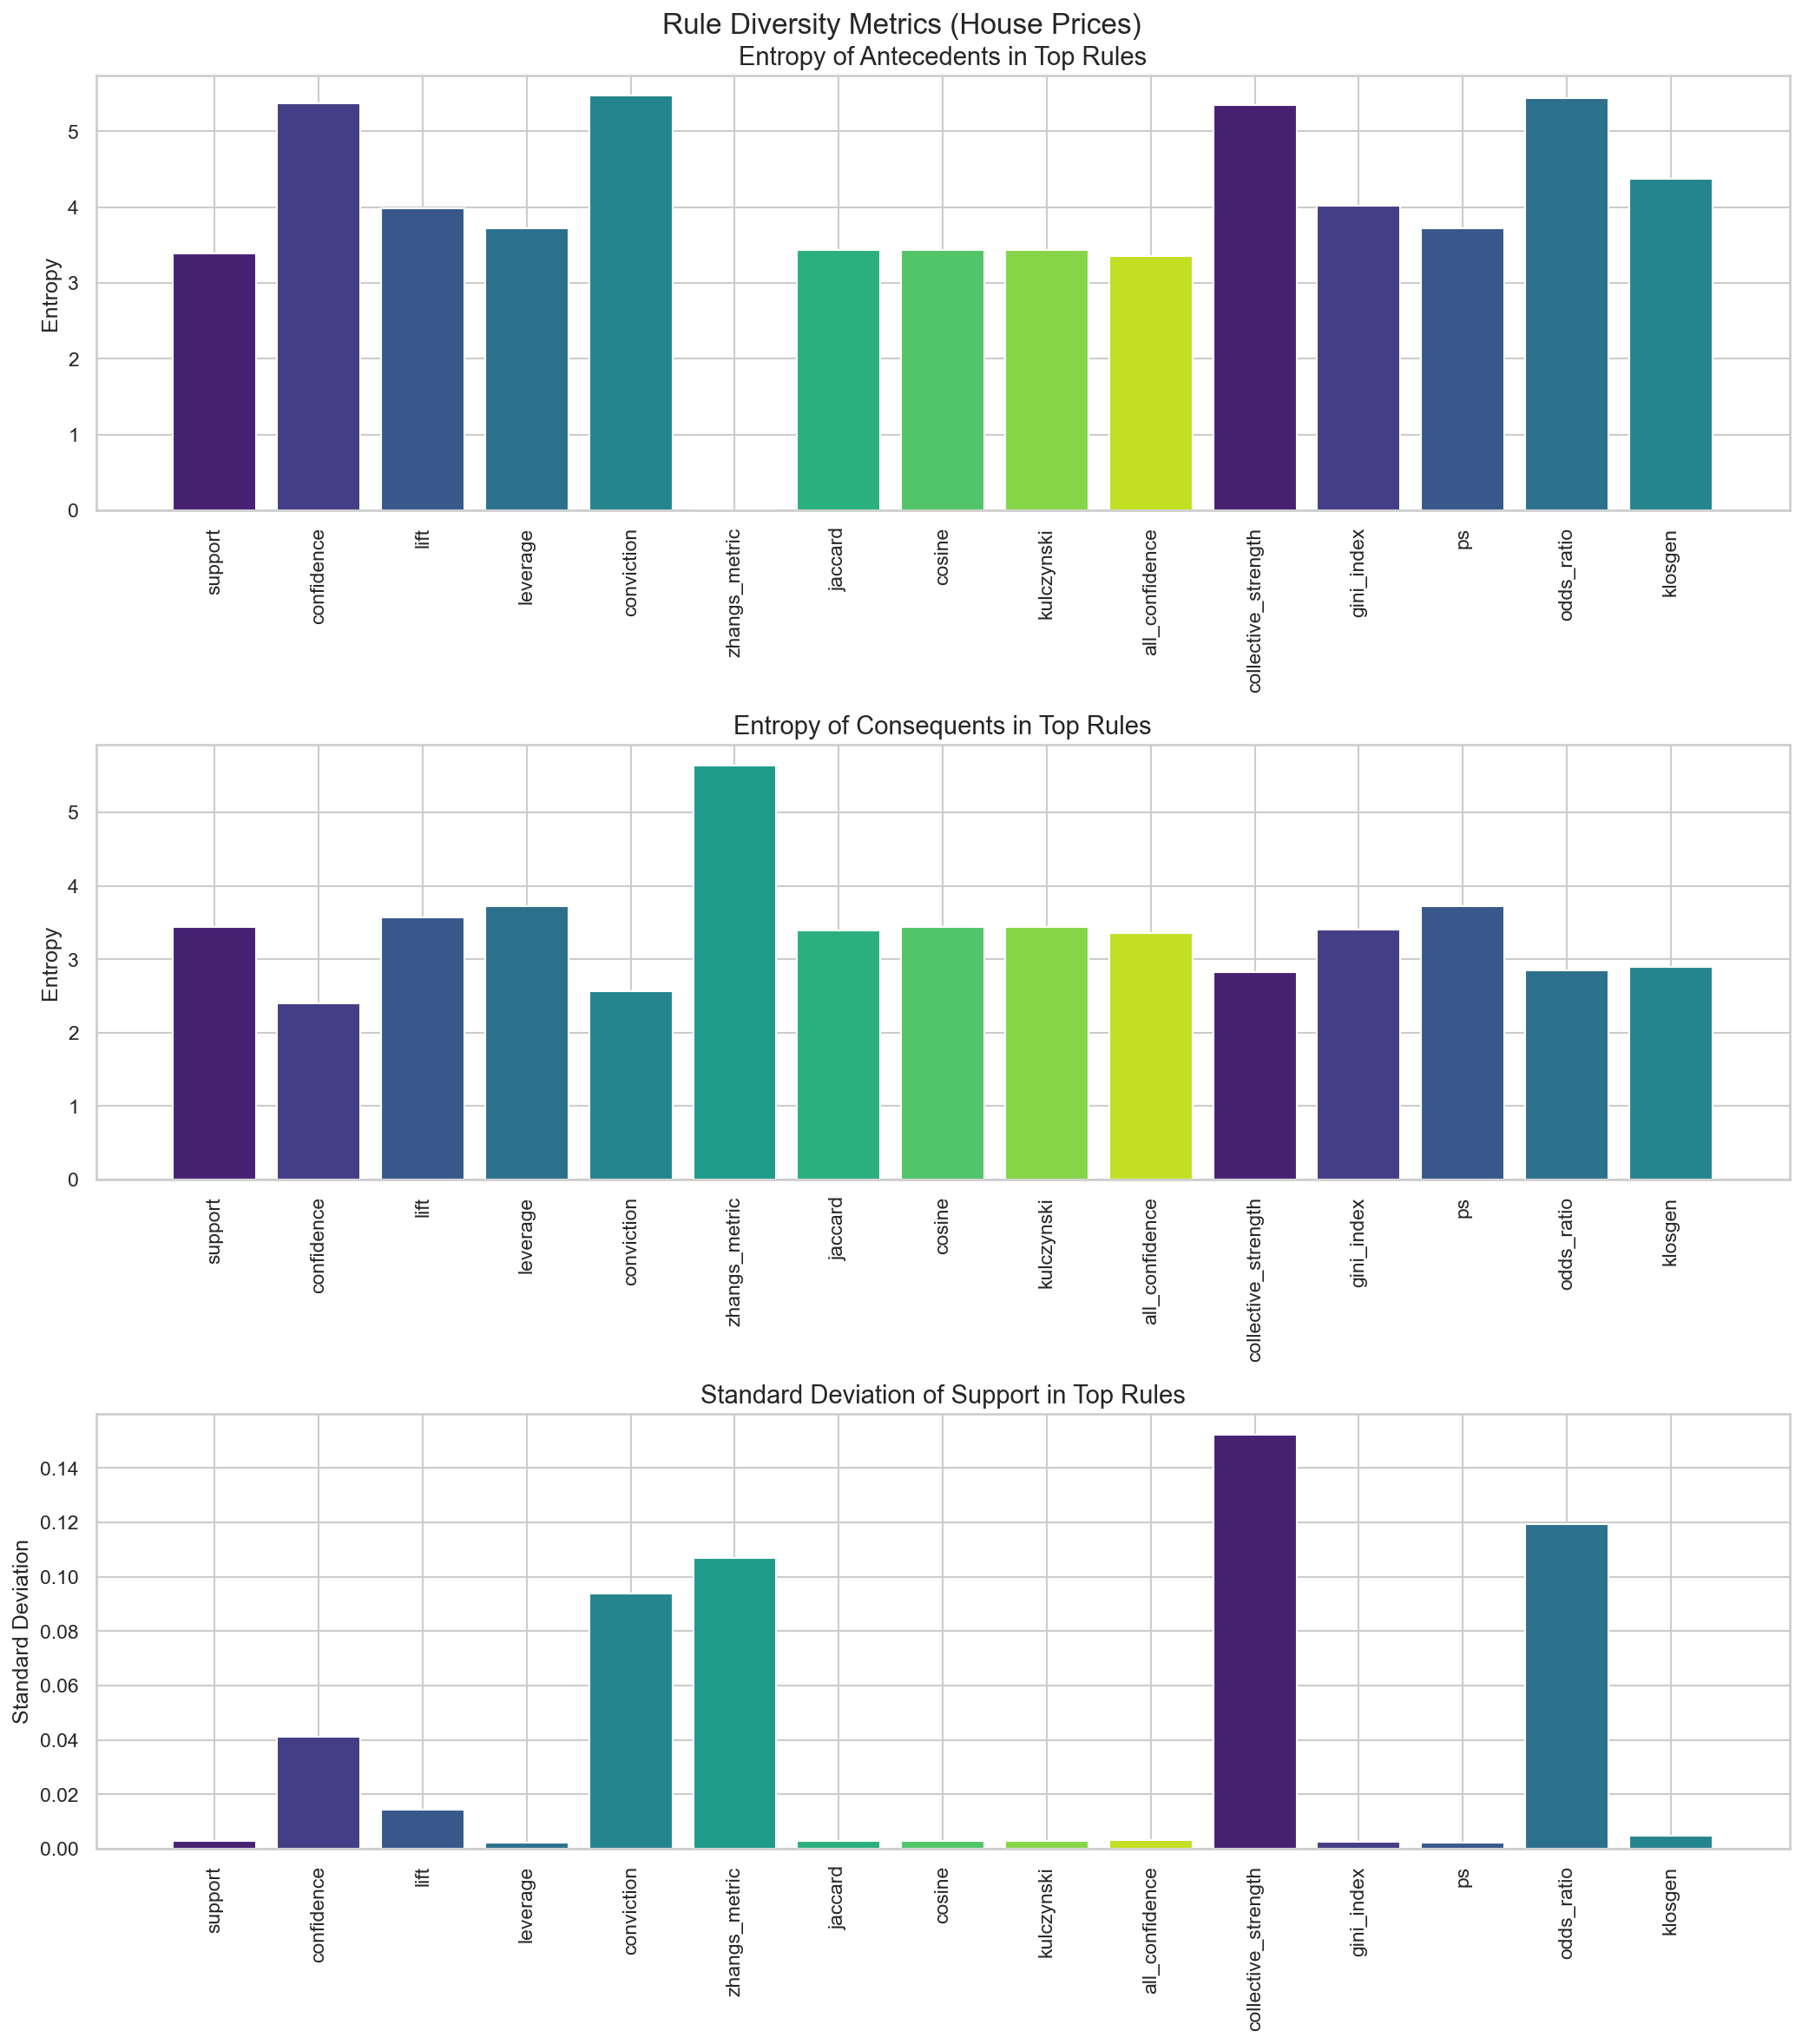 Rule Diversity Metrics (House Prices)
Entropy of Antecedents in Top Rules
Entropy
5
4
3
2
1
0
support
confidence
lift
leverage
conviction
zhangs_metric
jaccard
cosine
kulczynski
all_confidence
collective_strength
gini_index
ps
odds_ratio
klosgen
Entropy of Consequents in Top Rules
Entropy
5
4
3
2
1
0
support
confidence
lift
leverage
conviction
zhangs_metric
jaccard
cosine
kulczynski
all_confidence
collective_strength
gini_index
ps
odds_ratio
klosgen
Standard Deviation of Support in Top Rules
Standard Deviation
0.14
0.12
0.10
0.08
0.06
0.04
0.02
0.00
support
confidence
lift
leverage
conviction
zhangs_metric
jaccard
cosine
kulczynski
all_confidence
collective_strength
gini_index
ps
odds_ratio
klosgen